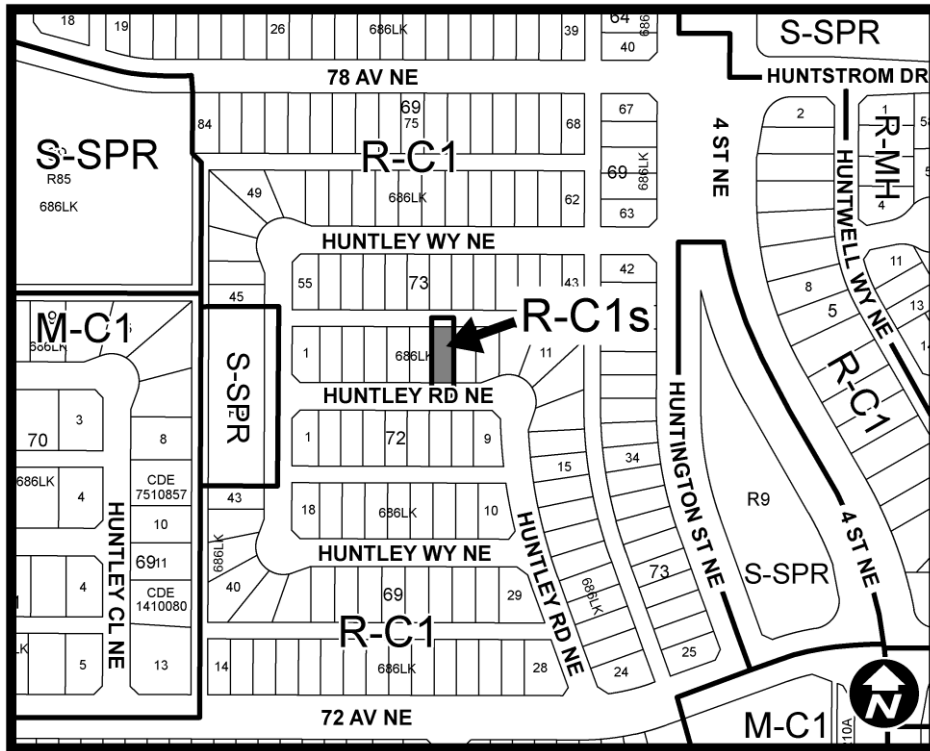 18
19
26
686LK
39
64
40
S-SPR
78 AV NE
HUNTSTROM DR
84
69
75
68
67
2
1
R-C1
4 ST NE
R-MH
S-SPR
R85
686LK
49
686LK
62
69
686LK
63
4
HUNTWELL WY NE
HUNTLEY WY NE
11
55
73
43
42
8
13
45
5
M-C1
1
686LK
R-C1s
11
S-SPR
HUNTLEY RD NE
R-C1
3
70
8
1
72
9
HUNTINGTON ST NE
34
15
686LK
CDE
7510857
4
43
R9
10
18
686LK
10
HUNTLEY CL NE
686LK
HUNTLEY WY NE
S-SPR
4 ST NE
69
11
4
CDE
1410080
40
69
29
HUNTLEY RD NE
686LK
73
R-C1
5
13
14
686LK
28
24
25
72 AV NE
M-C1
10A
N